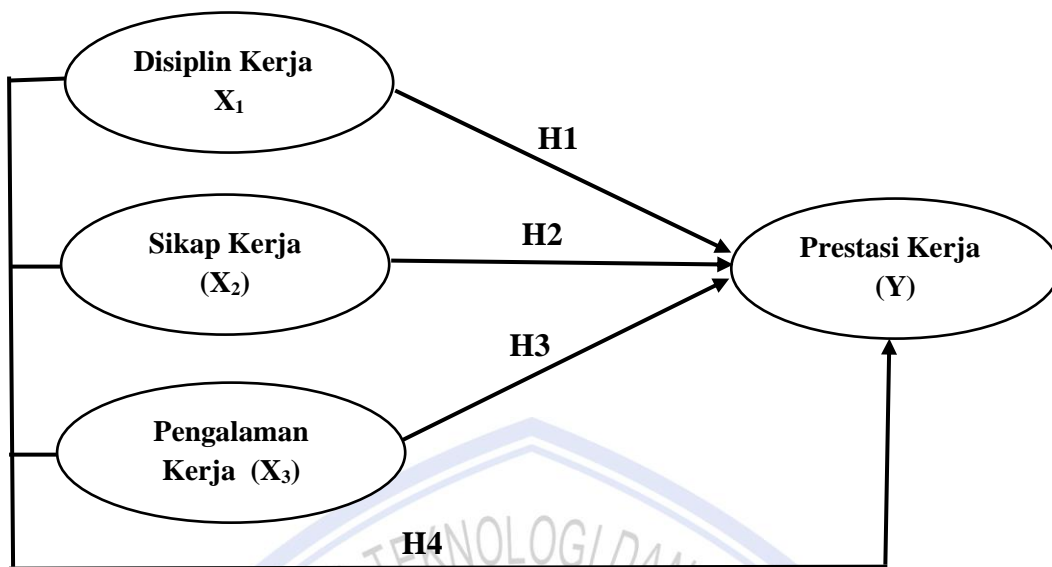 Disiplin Kerja
X₁
H1
Sikap Kerja
(X₂)
H2
Prestasi Kerja
(Y)
H3
Pengalaman
Kerja (X₃)
H4
TEKNOLOGI DAN